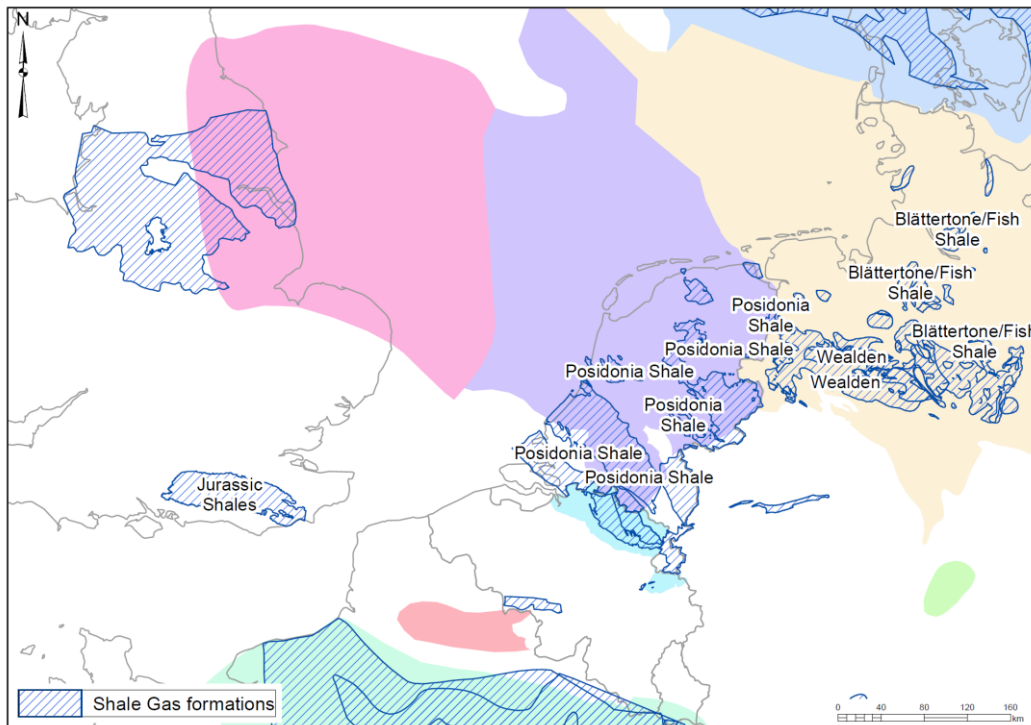 N
Blättertone/Fish
Shale
Blättertone/Fish
Shale
Posidonia
Shale
Blättertone/Fish
Shale
Posidonia Shale
Wealden
Posidonia Shale
Wealden
Posidonia
Shale
Posidonia Shale
Posidonia Shale
Jurassic
Shales
Shale Gas formations
0 20 40 80 120 160
km